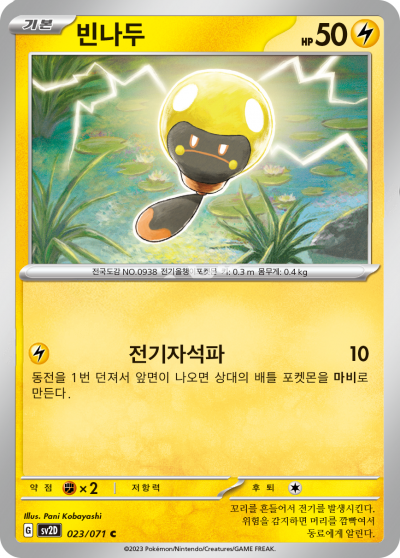 기본 빈나두 HP 50
전국도감 NO.0938 전기올챙이포켓몬 키: 0.3 m 몸무게: 0.4 kg
전기자석파 10
동전을 1번 던져서 앞면이 나오면 상대의 배틀 포켓몬을 마비로
만든다.
약점 ×2 저항력 후퇴
Illus. Pani Kobayashi
G SV2D 023/071 C
꼬리를 흔들어서 전기를 발생시킨다.
위험을 감지하면 머리를 깜빡여서
동료에게 알린다.
©2023 Pokémon/Nintendo/Creatures/GAME FREAK.